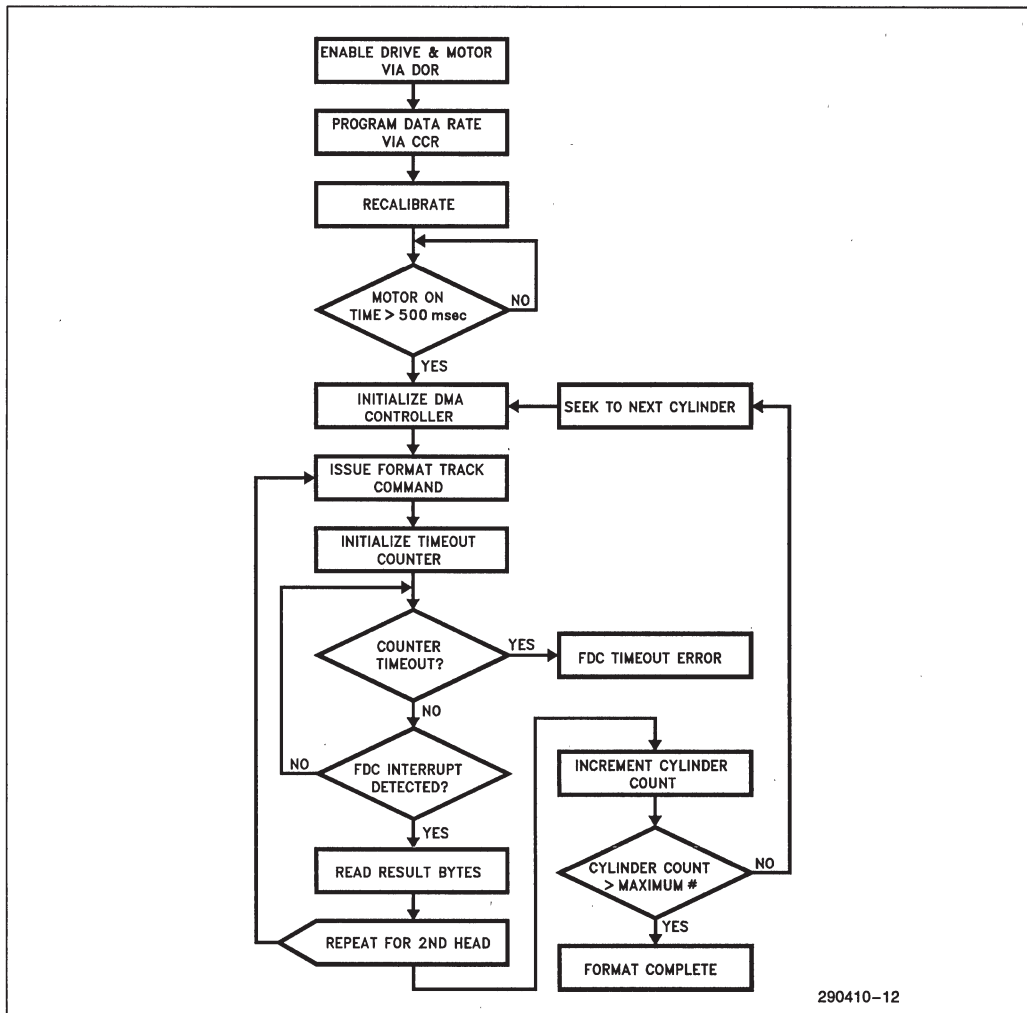 ENABLE DRIVE & MOTOR
VIA DOR
PROGRAM DATA RATE
VIA CCR
RECALIBRATE
MOTOR ON
TIME > 500 msec
NO
YES
INITIALIZE DMA
CONTROLLER
SEEK TO NEXT CYLINDER
ISSUE FORMAT TRACK
COMMAND
INITIALIZE TIMEOUT
COUNTER
COUNTER
TIMEOUT?
YES
FDC TIMEOUT ERROR
NO
FDC INTERRUPT
DETECTED?
NO
YES
READ RESULT BYTES
REPEAT FOR 2ND HEAD
INCREMENT CYLINDER
COUNT
CYLINDER COUNT
> MAXIMUM #
NO
YES
FORMAT COMPLETE
290410-12